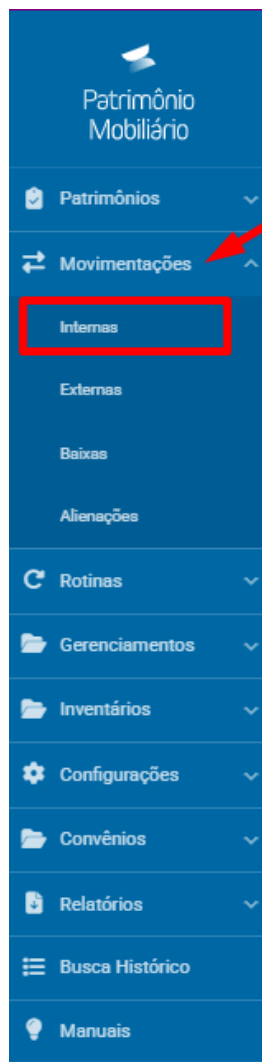 Patrimônio
Mobiliário
Patrimônios
Movimentações
Internas
Externas
Baixas
Alienações
Rotinas
Gerenciamentos
Inventários
Configurações
Convênios
Relatórios
Busca Histórico
Manuais